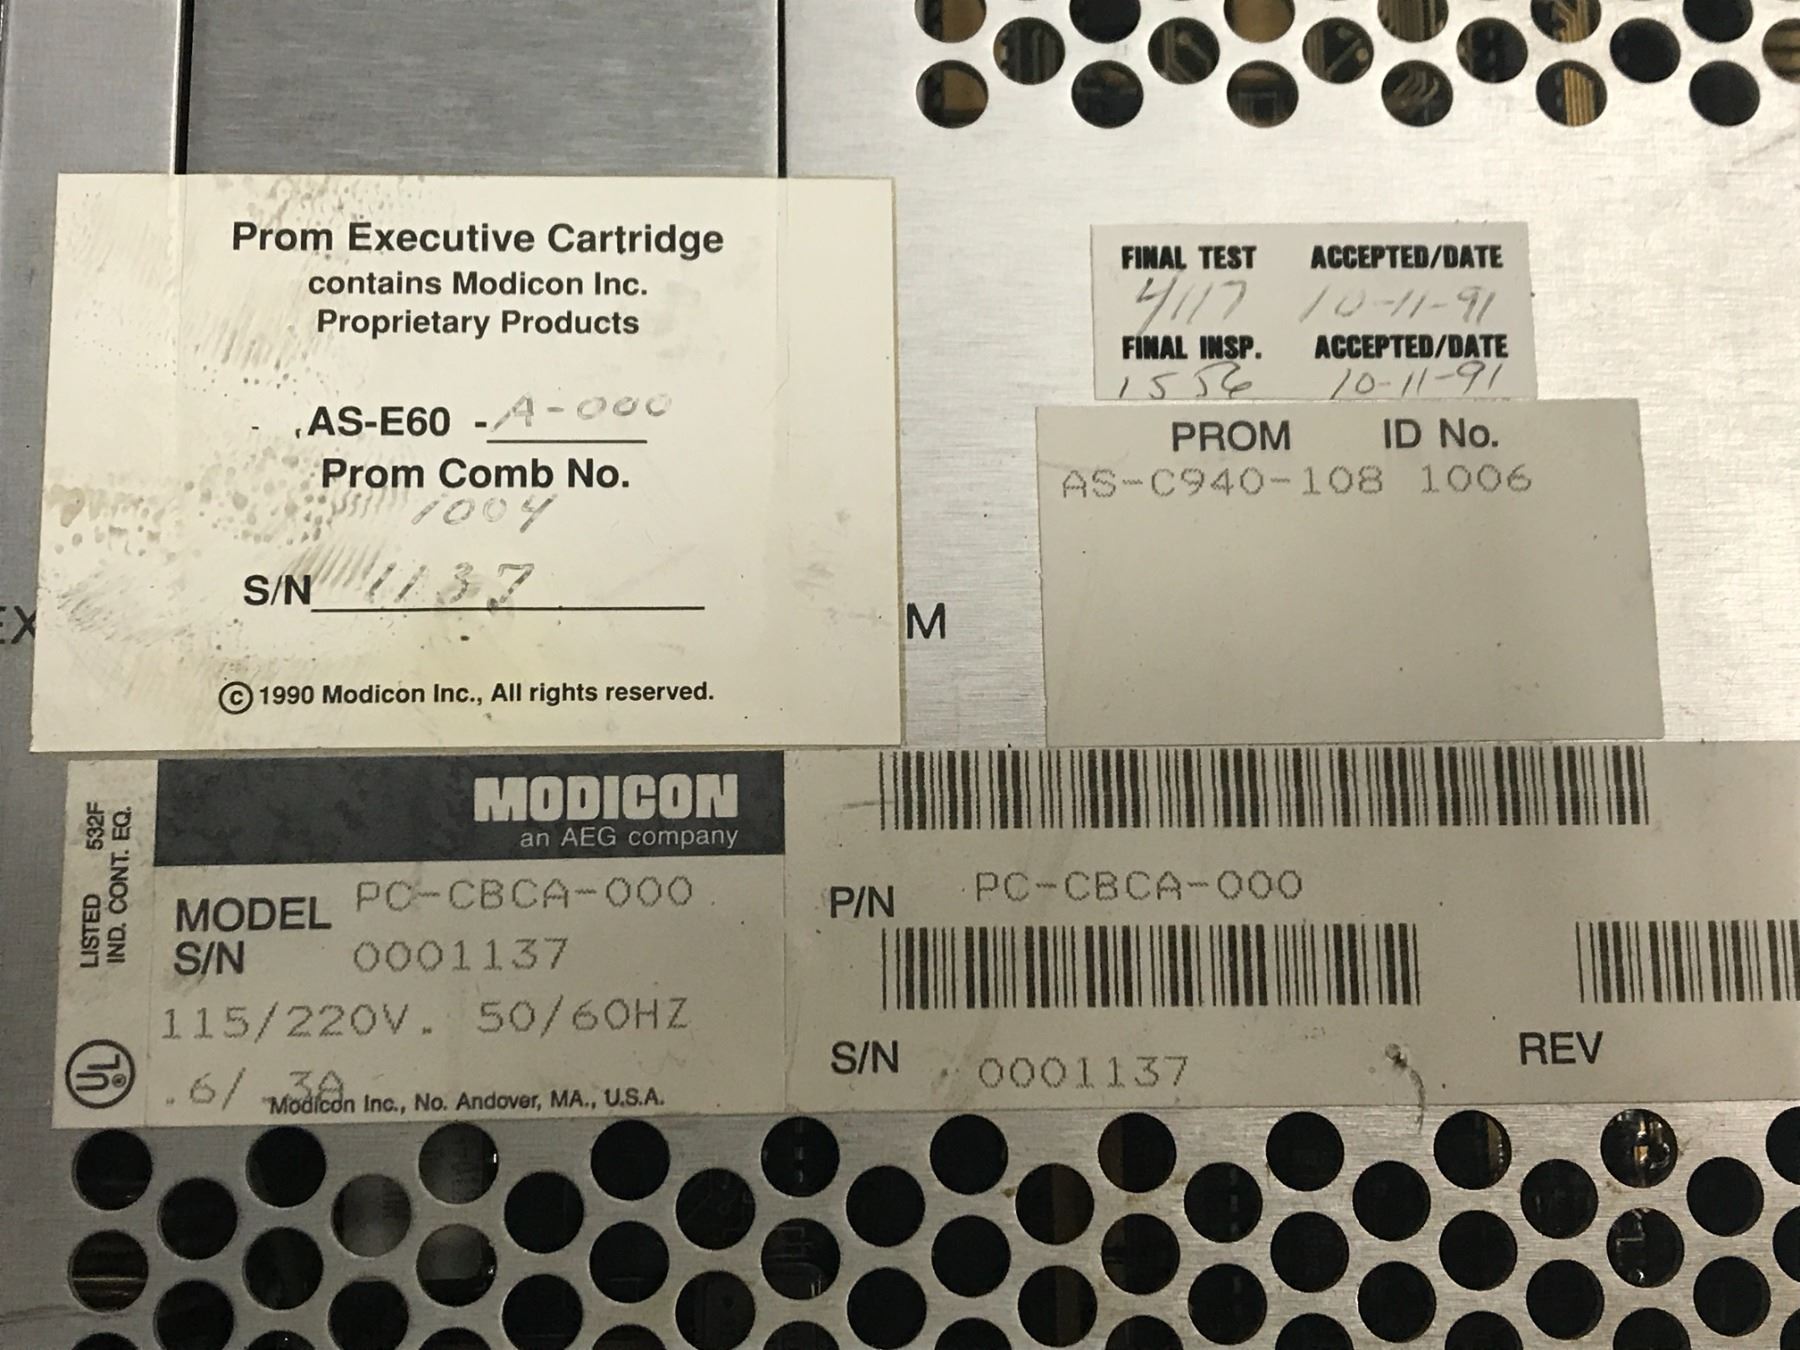 Prom Executive Cartridge
contains Modicon Inc.
Proprietary Products
AS-E60 - A-000
Prom Comb No.
1004
S/N 1137
© 1990 Modicon Inc., All rights reserved.
EX
M
FINAL TEST ACCEPTED/DATE
4117 10-11-91
FINAL INSP. ACCEPTED/DATE
1556 10-11-91
PROM ID No.
AS-C940-108 1006
LISTED 532F
IND. CONT. EQ.
UL
MODICON
an AEG company
MODEL PC-CBCA-000
S/N 0001137
115/220V. 50/60HZ
.6/ .3A
Modicon Inc., No. Andover, MA., U.S.A.
P/N PC-CBCA-000
S/N 0001137
REV